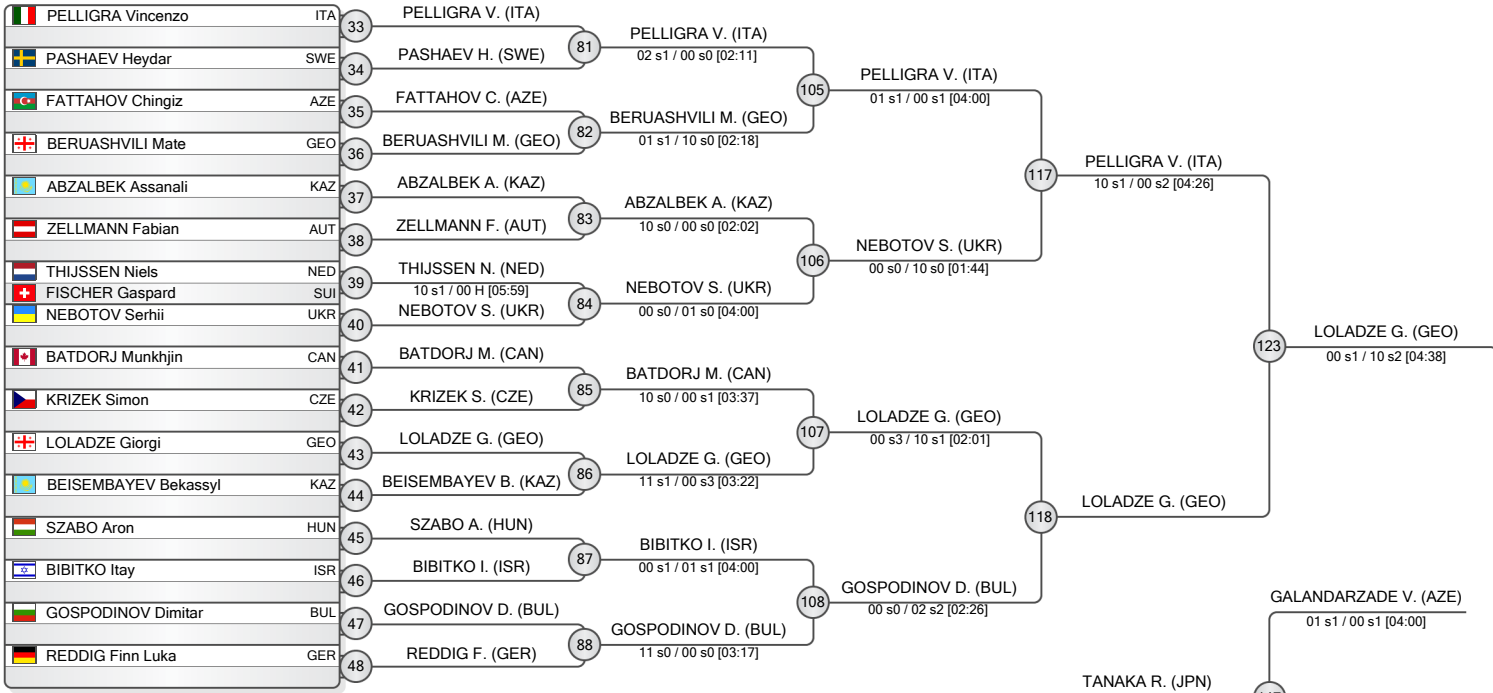 PELLIGRA Vincenzo ITA
PASHAEV Heydar SWE
FATTAHOV Chingiz AZE
BERUASHVILI Mate GEO
ABZALBEK Assanali KAZ
ZELLMANN Fabian AUT
THIJSSEN Niels NED
FISCHER Gaspard SUI
NEBOTOV Serhii UKR
BATDORJ Munkhjin CAN
KRIZEK Simon CZE
LOLADZE Giorgi GEO
BEISEMBAYEV Bekassyl KAZ
SZABO Aron HUN
BIBITKO Itay ISR
GOSPODINOV Dimitar BUL
REDDIG Finn Luka GER
33
34
35
36
37
38
39
40
41
42
43
44
45
46
47
48
PELLIGRA V. (ITA)
PASHAEV H. (SWE)
FATTAHOV C. (AZE)
BERUASHVILI M. (GEO)
ABZALBEK A. (KAZ)
ZELLMANN F. (AUT)
THIJSSEN N. (NED)
10 s1 / 00 H [05:59]
NEBOTOV S. (UKR)
BATDORJ M. (CAN)
KRIZEK S. (CZE)
LOLADZE G. (GEO)
BEISEMBAYEV B. (KAZ)
SZABO A. (HUN)
BIBITKO I. (ISR)
GOSPODINOV D. (BUL)
REDDIG F. (GER)
81
82
83
84
85
86
87
88
PELLIGRA V. (ITA)
02 s1 / 00 s0 [02:11]
BERUASHVILI M. (GEO)
01 s1 / 10 s0 [02:18]
ABZALBEK A. (KAZ)
10 s0 / 00 s0 [02:02]
NEBOTOV S. (UKR)
00 s0 / 01 s0 [04:00]
BATDORJ M. (CAN)
10 s0 / 00 s1 [03:37]
LOLADZE G. (GEO)
11 s1 / 00 s3 [03:22]
BIBITKO I. (ISR)
00 s1 / 01 s1 [04:00]
GOSPODINOV D. (BUL)
11 s0 / 00 s0 [03:17]
105
106
107
108
PELLIGRA V. (ITA)
01 s1 / 00 s1 [04:00]
NEBOTOV S. (UKR)
00 s0 / 10 s0 [01:44]
LOLADZE G. (GEO)
00 s3 / 10 s1 [02:01]
GOSPODINOV D. (BUL)
00 s0 / 02 s2 [02:26]
117
118
PELLIGRA V. (ITA)
10 s1 / 00 s2 [04:26]
LOLADZE G. (GEO)
123
LOLADZE G. (GEO)
00 s1 / 10 s2 [04:38]
GALANDARZADE V. (AZE)
01 s1 / 00 s1 [04:00]
TANAKA R. (JPN)